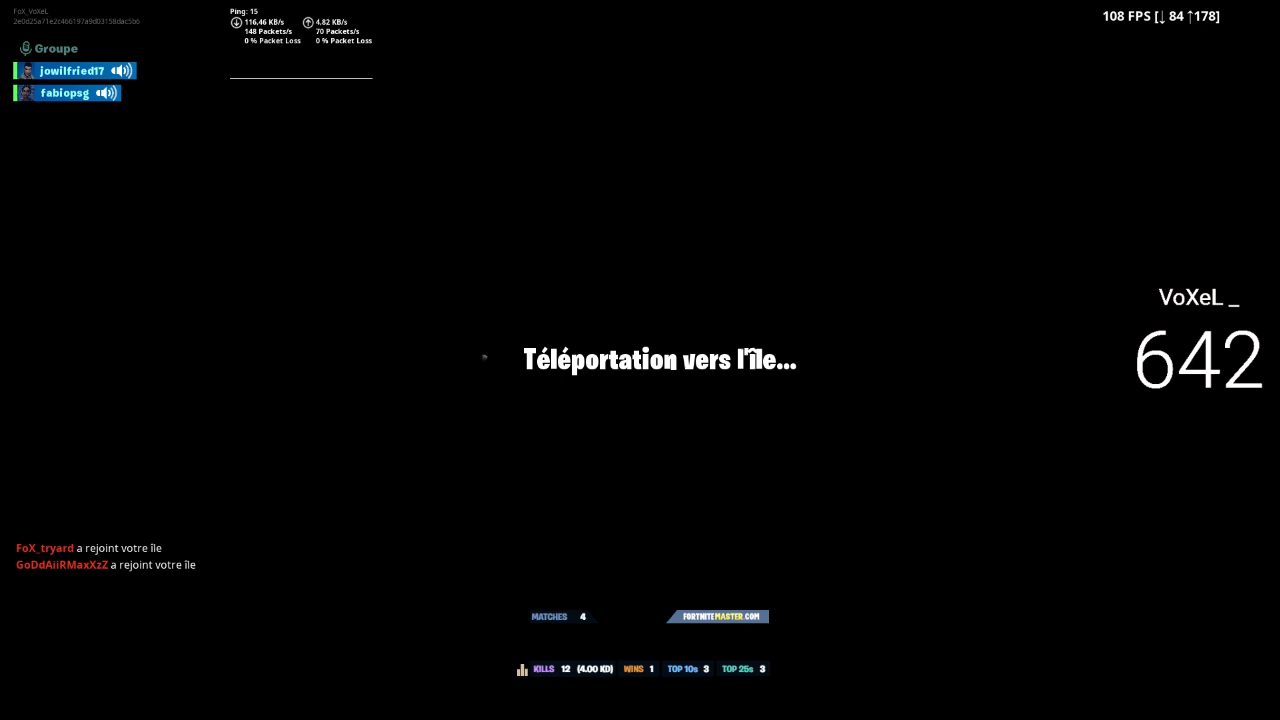 FoX_VoXeL
2e0d25a71e2c466197a9d03158dac5b6
Groupe
jowilfried17
fabiopsg
Ping: 15
116.46 KB/s 4.82 KB/s
148 Packets/s 70 Packets/s
0 % Packet Loss 0 % Packet Loss
108 FPS [↓ 84 ↑178]
VoXeL _
642
Téléportation vers l'île...
FoX_tryard a rejoint votre île
GoDdAiiRMaxXzZ a rejoint votre île
MATCHES 4
FORTNITEMASTER.COM
KILLS 12 (4.00 KD) WINS 1 TOP 10s 3 TOP 25s 3